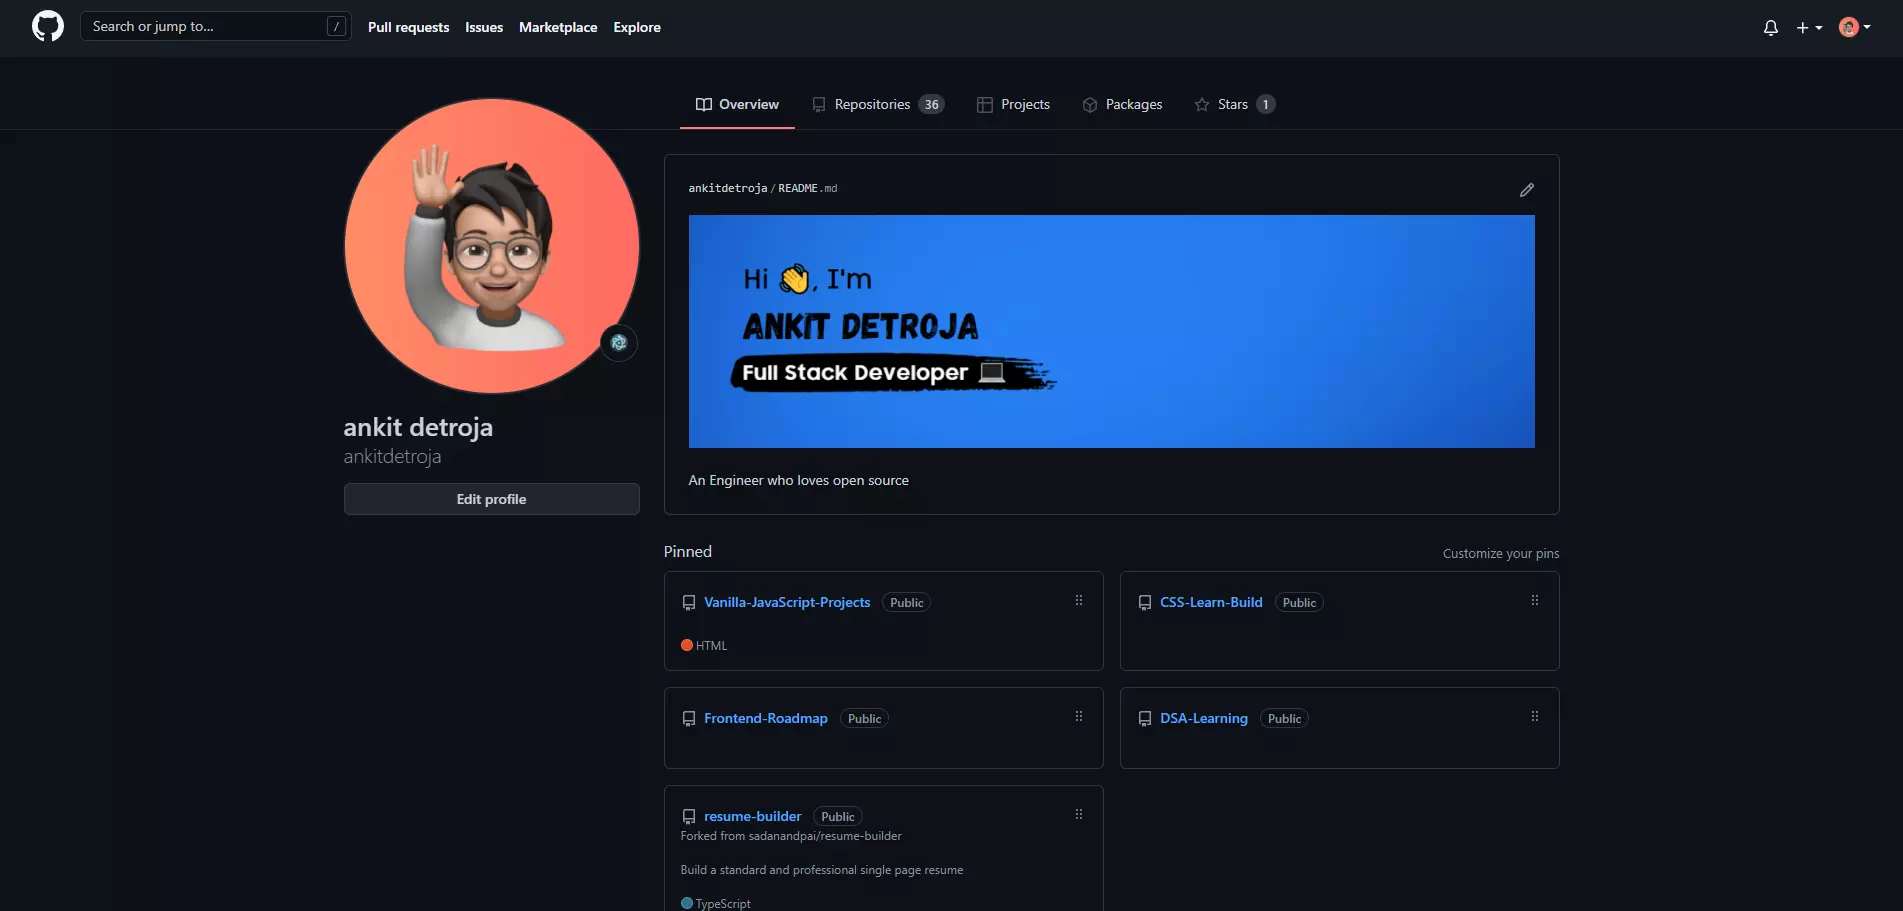 Search or jump to... /
Pull requests Issues Marketplace Explore
Overview Repositories 36 Projects Packages Stars 1
ankit detroja
ankitdetroja
Edit profile
ankitdetroja/README.md
Hi 👋, I'm
ANKIT DETROJA
Full Stack Developer 💻
An Engineer who loves open source
Pinned
Customize your pins
Vanilla-JavaScript-Projects Public
HTML
CSS-Learn-Build Public
Frontend-Roadmap Public
DSA-Learning Public
resume-builder Public
Forked from sadanandpai/resume-builder
Build a standard and professional single page resume
TypeScript